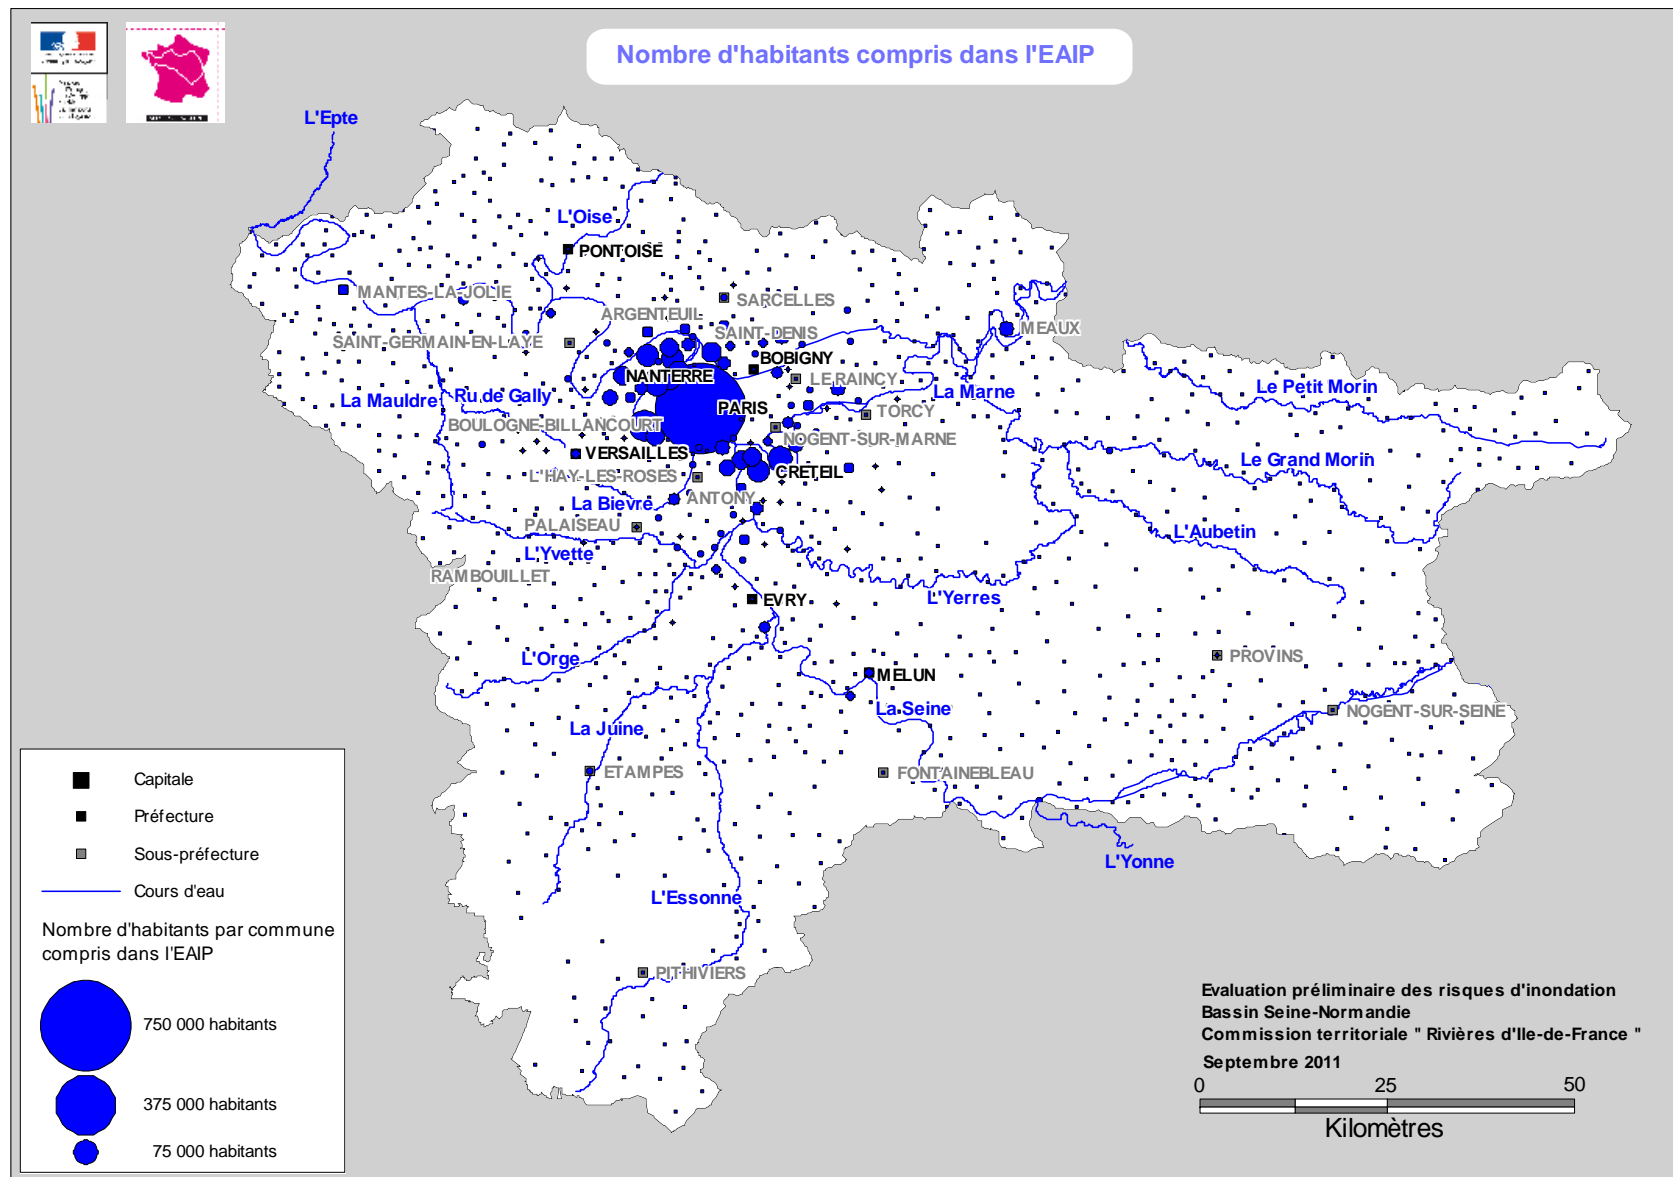 Nombre d'habitants compris dans l'EAIP
L'Epte
L'Oise
PONTOISE
MANTES-LA-JOLIE
SARCELLES
ARGENTEUIL
SAINT-DENIS
MEAUX
SAINT-GERMAIN-EN-LAYE
BOBIGNY
NANTERRE
LE RAINCY
La Marne
Le Petit Morin
La Mauldre
Ru de Gally
PARIS
TORCY
BOULOGNE-BILLANCOURT
NOGENT-SUR-MARNE
VERSAILLES
Le Grand Morin
L'HAY-LES-ROSES
CRETEIL
La Bievre
ANTONY
PALAISEAU
L'Aubetin
L'Yvette
RAMBOUILLET
L'Yerres
EVRY
L'Orge
PROVINS
MELUN
La Seine
NOGENT-SUR-SEINE
La Juine
ETAMPES
FONTAINEBLEAU
L'Yonne
L'Essonne
PITHIVIERS
Capitale
Préfecture
Sous-préfecture
Cours d'eau
Nombre d'habitants par commune
compris dans l'EAIP
750 000 habitants
375 000 habitants
75 000 habitants
Evaluation préliminaire des risques d'inondation
Bassin Seine-Normandie
Commission territoriale " Rivières d'Ile-de-France "
Septembre 2011
0 25 50
Kilomètres